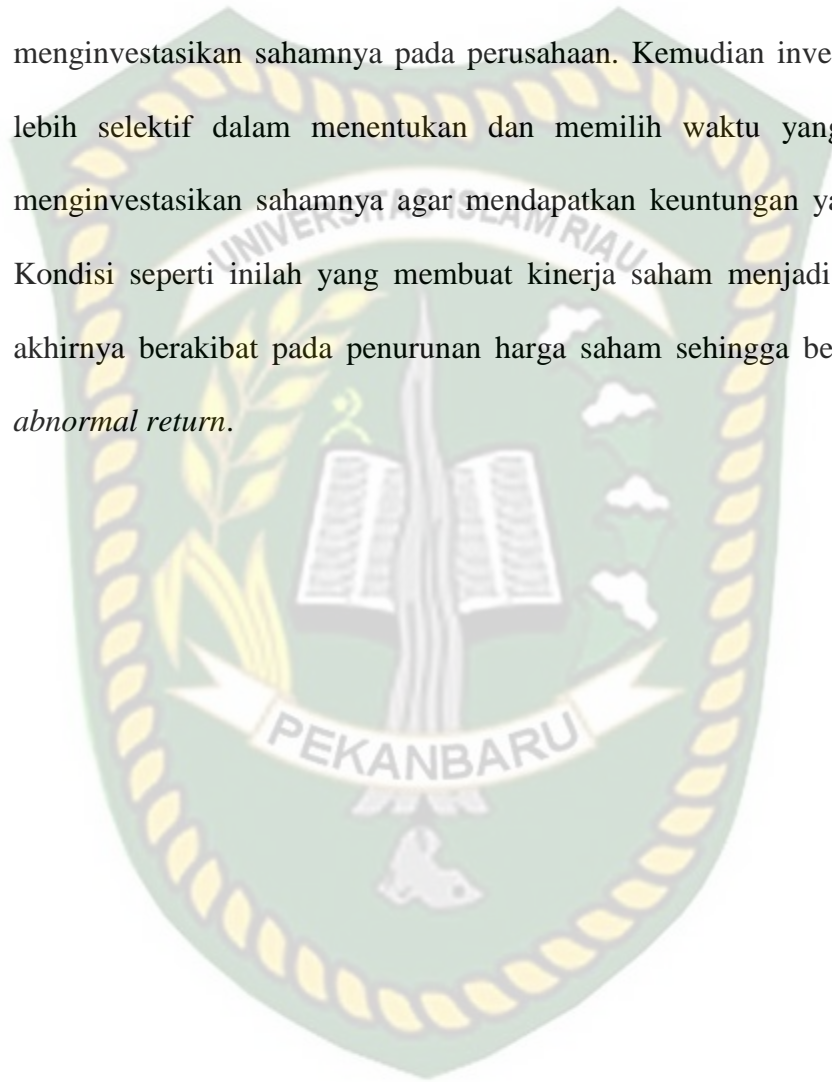 menginvestasikan sahamnya pada perusahaan. Kemudian inve
lebih selektif dalam menentukan dan memilih waktu yang
menginvestasikan sahamnya agar mendapatkan keuntungan ya
UNIVERSITAS ISLAM RIAU
Kondisi seperti inilah yang membuat kinerja saham menjadi
akhirnya berakibat pada penurunan harga saham sehingga be
abnormal return.
PEKANBARU